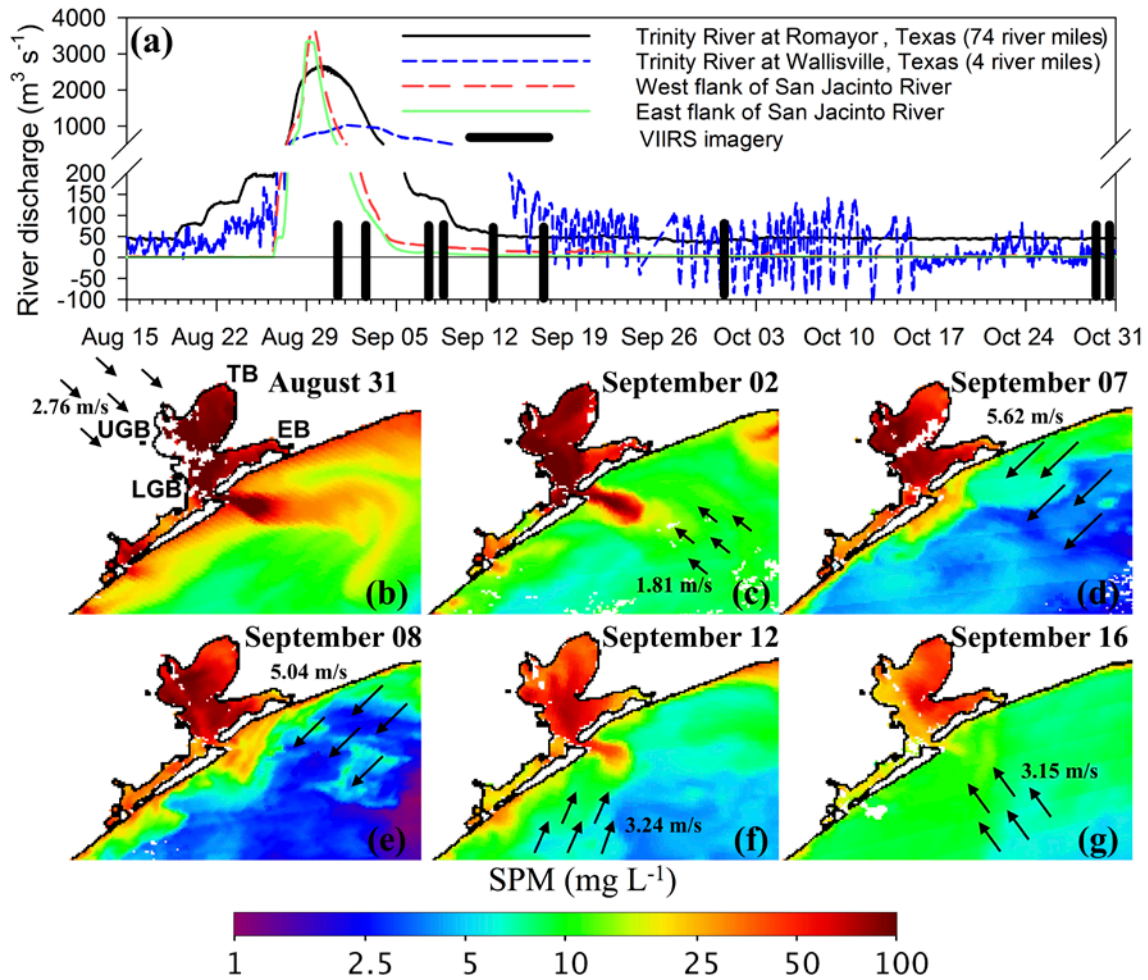 (a)
4000
3000
2000
1000
200
150
100
50
0
-50
-100
River discharge (m³ s⁻¹)
Trinity River at Romayor , Texas (74 river miles)
Trinity River at Wallisville, Texas (4 river miles)
West flank of San Jacinto River
East flank of San Jacinto River
VIIRS imagery
Aug 15 Aug 22 Aug 29 Sep 05 Sep 12 Sep 19 Sep 26 Oct 03 Oct 10 Oct 17 Oct 24 Oct 31
August 31
TB
2.76 m/s
UGB
EB
LGB
(b)
September 02
1.81 m/s
(c)
September 07
5.62 m/s
(d)
September 08
5.04 m/s
(e)
September 12
3.24 m/s
(f)
September 16
3.15 m/s
(g)
SPM (mg L⁻¹)
1 2.5 5 10 25 50 100